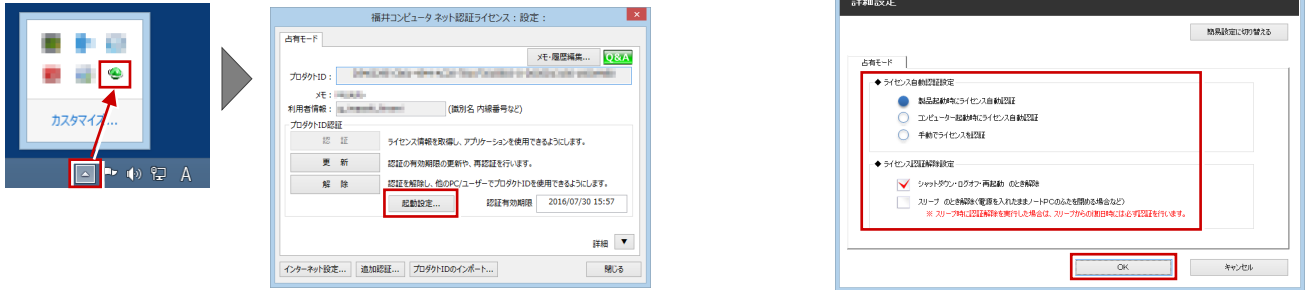 カスタマイズ...
A
福井コンピュータ ネット認証ライセンス：設定：
占有モード
メモ・履歴編集... Q&A
プロダクトID：
メモ：
利用者情報： (識別名 内線番号など)
プロダクトID認証
認 証 ライセンス情報を取得し、アプリケーションを使用できるようにします。
更 新 認証の有効期限の更新や、再認証を行います。
解 除 認証を解除し、他のPC/ユーザーでプロダクトIDを使用できるようにします。
起動設定... 認証有効期限 2016/07/30 15:57
詳細 ▼
インターネット設定... 追加認証... プロダクトIDのインポート... 閉じる
詳細設定
簡易設定に切り替える
占有モード
◆ ライセンス自動認証設定
製品起動時にライセンス自動認証
コンピューター起動時にライセンス自動認証
手動でライセンスを認証
◆ ライセンス認証解除設定
シャットダウン・ログオフ・再起動 のとき解除
スリープ のとき解除(電源を入れたままノートPCのふたを閉める場合など)
※ スリープ時に認証解除を実行した場合は、スリープからの復旧時には必ず認証を行います。
OK キャンセル